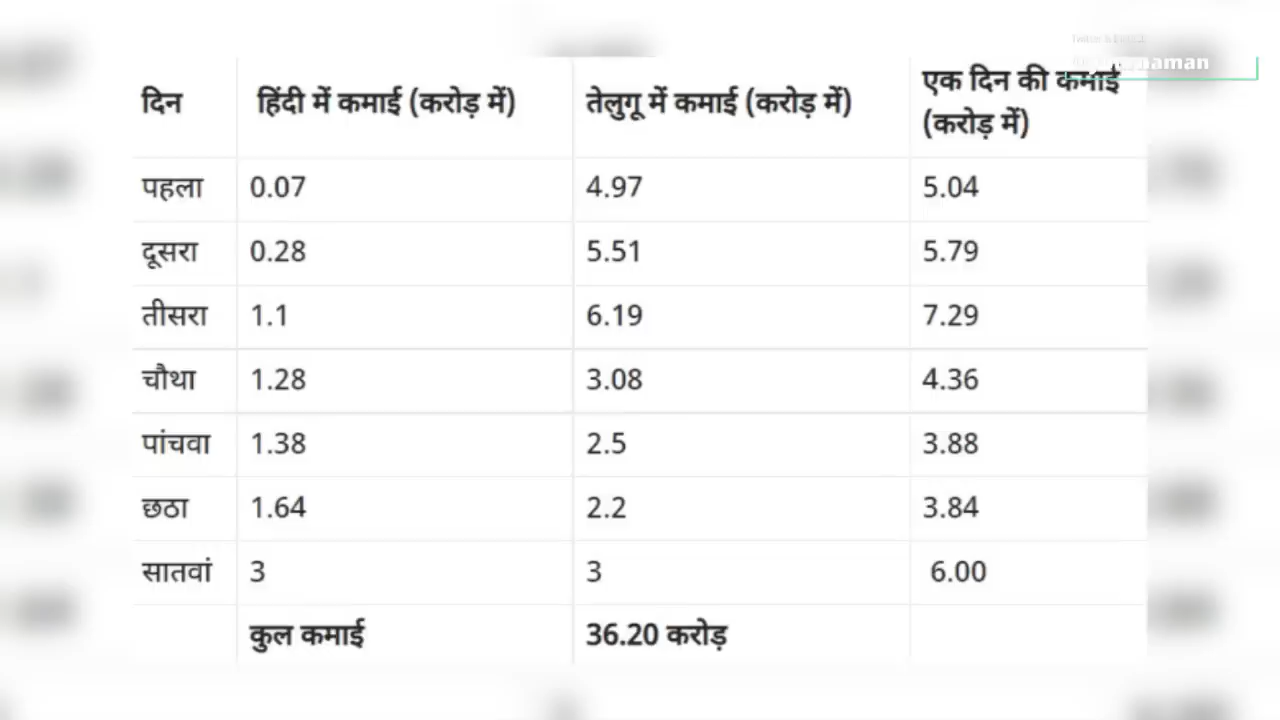 दिन हिंदी में कमाई (करोड़ में) तेलुगू में कमाई (करोड़ में) एक दिन की कमाई
(करोड़ में)
पहला 0.07 4.97 5.04
दूसरा 0.28 5.51 5.79
तीसरा 1.1 6.19 7.29
चौथा 1.28 3.08 4.36
पांचवा 1.38 2.5 3.88
छठा 1.64 2.2 3.84
सातवां 3 3 6.00
कुल कमाई 36.20 करोड़